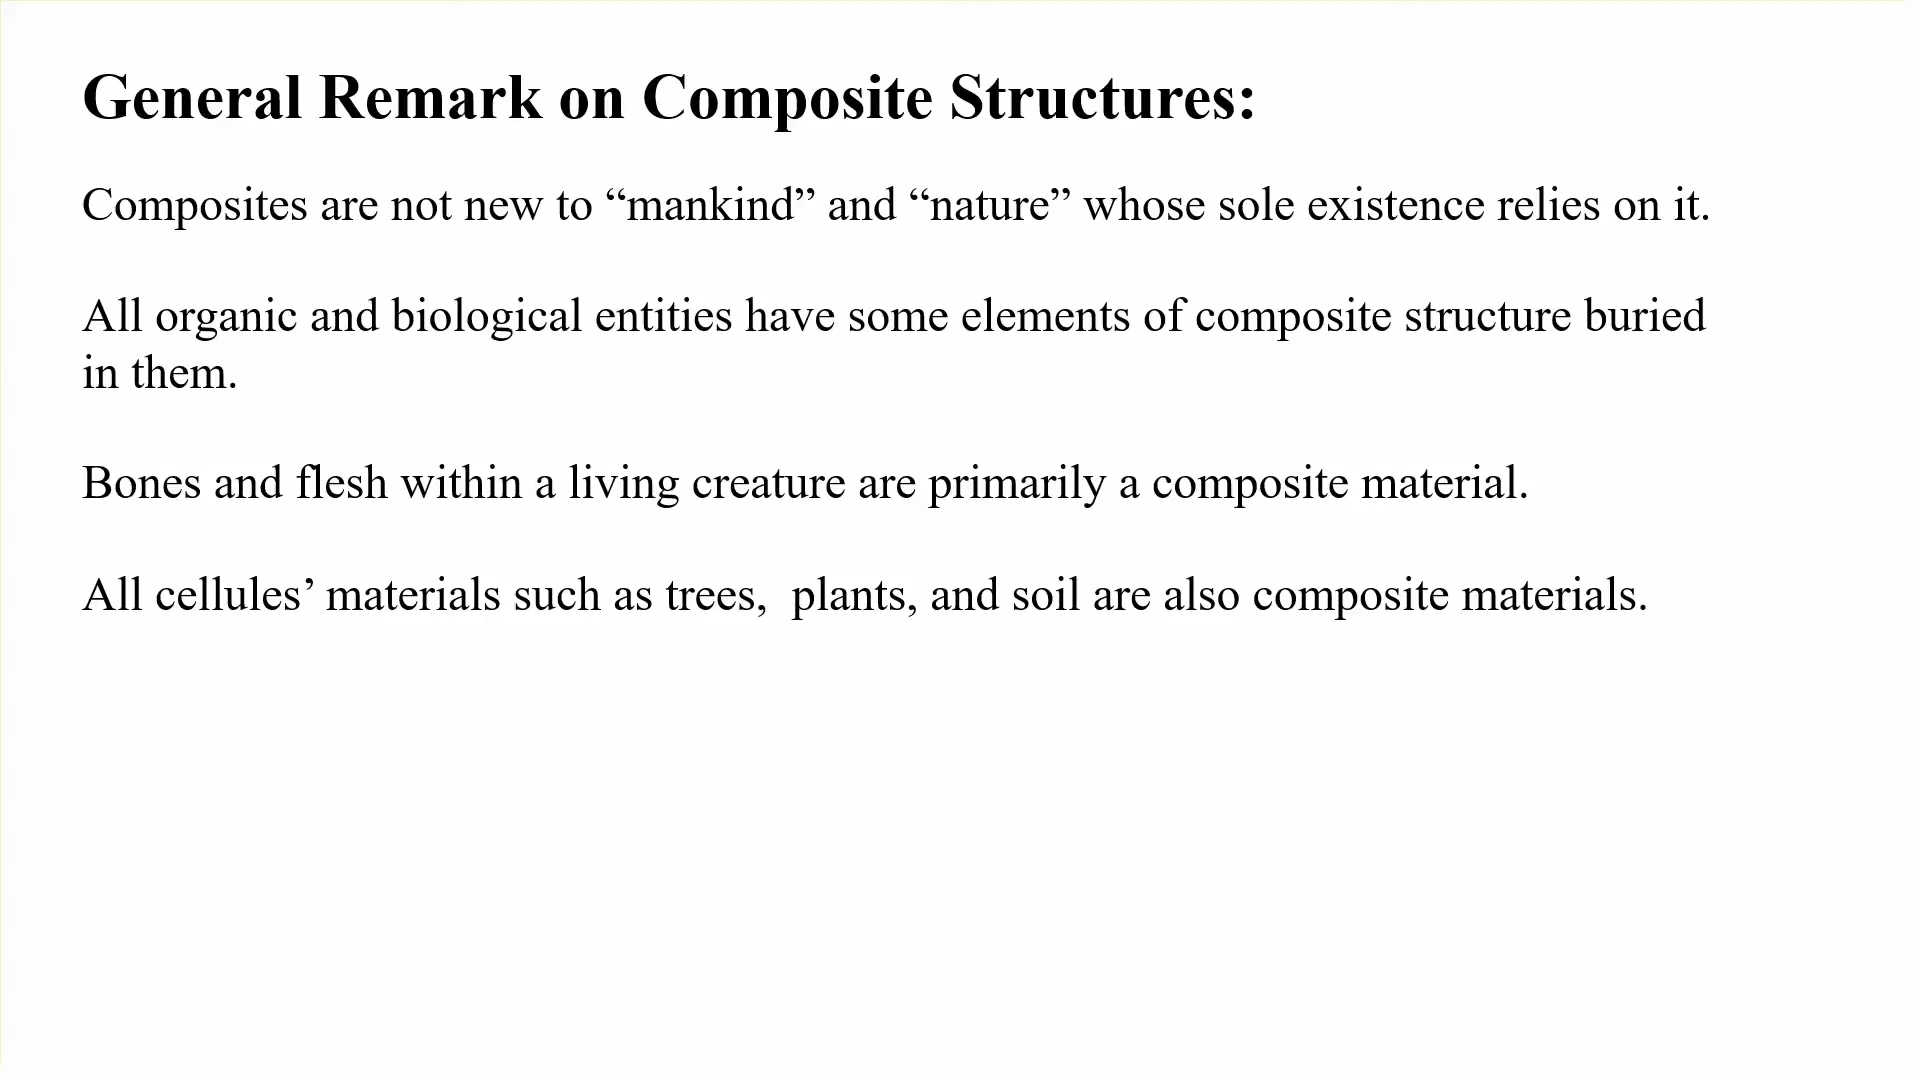 General Remark on Composite Structures:
Composites are not new to “mankind” and “nature” whose sole existence relies on it.
All organic and biological entities have some elements of composite structure buried
in them.
Bones and flesh within a living creature are primarily a composite material.
All cellules’ materials such as trees,  plants, and soil are also composite materials.